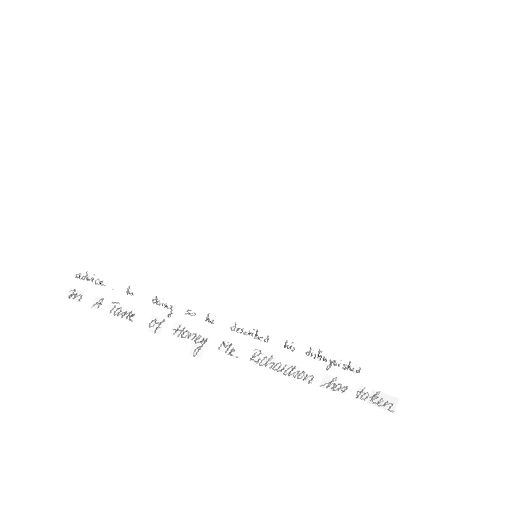 advice. In doing so he described his distinguished
In A Taste of Honey Mr. Richardson has taken